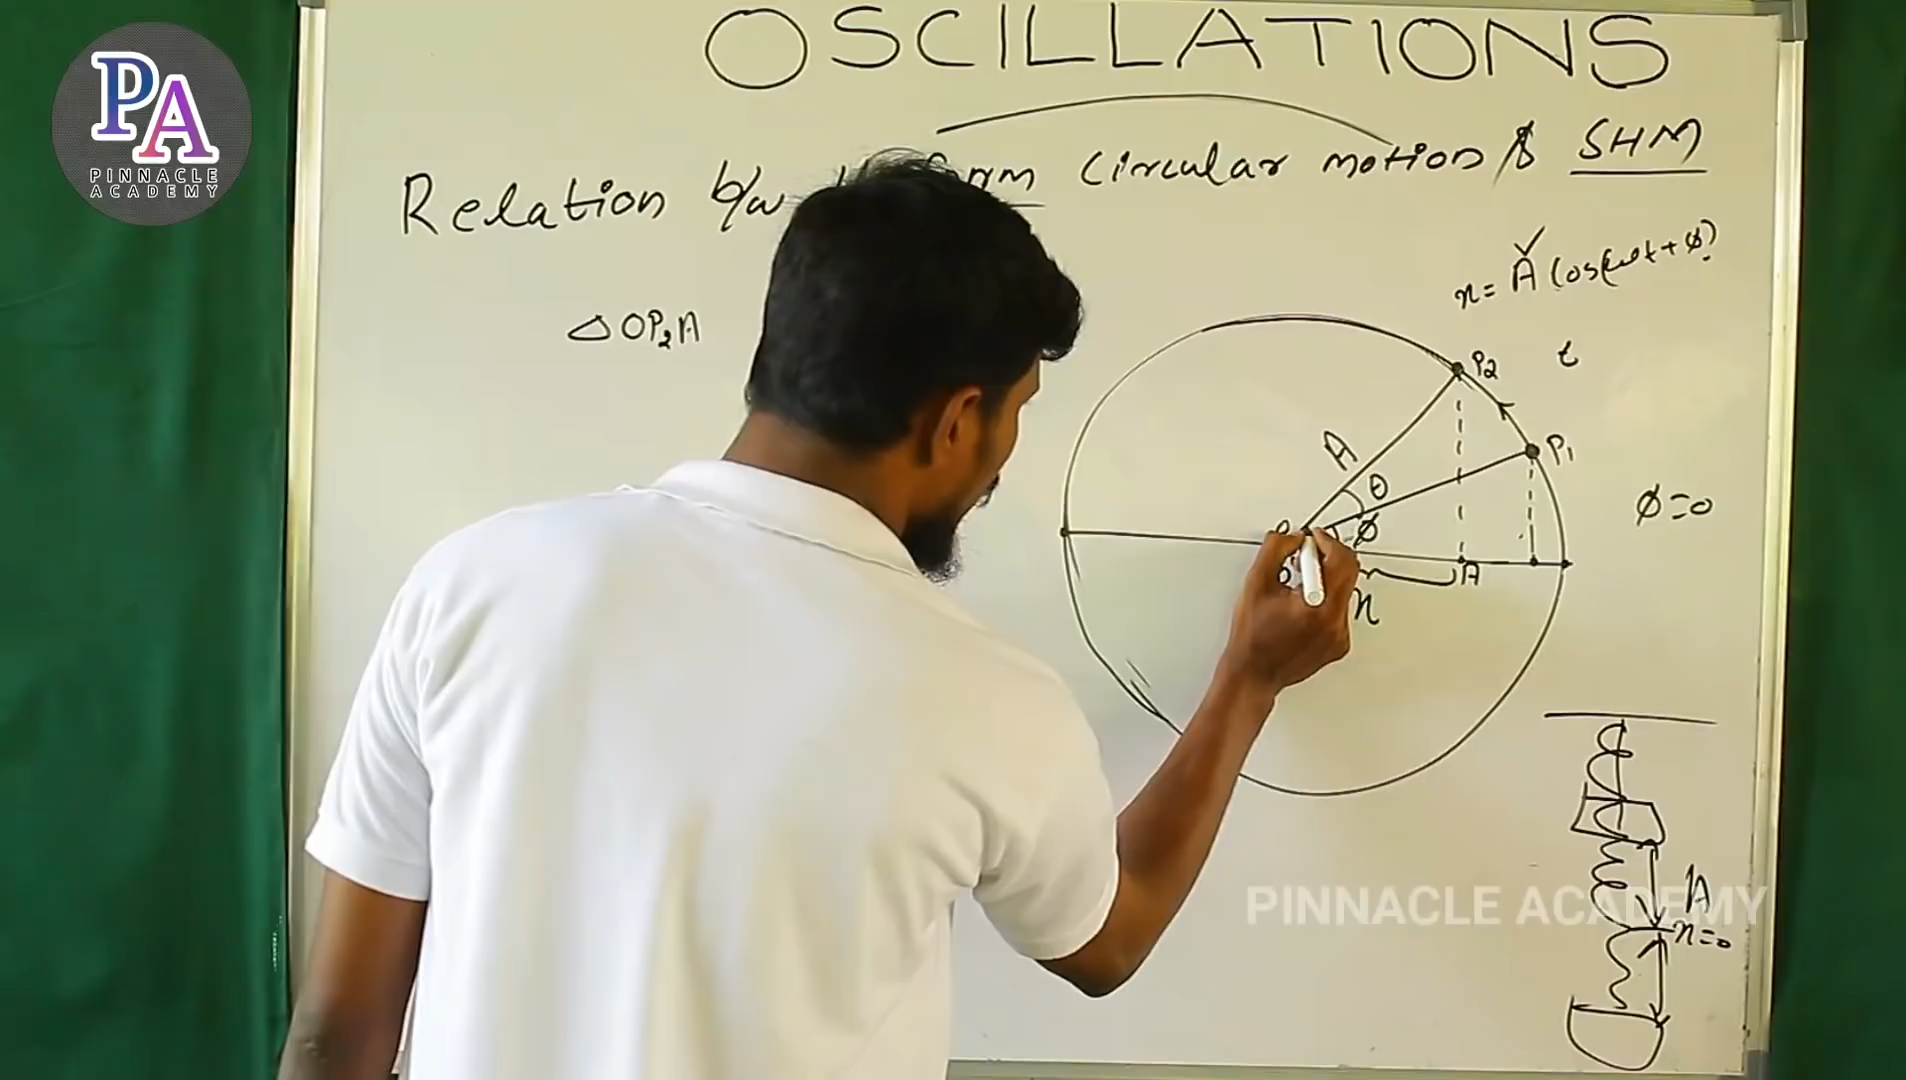 PA
PINNACLE
ACADEMY
OSCILLATIONS
Relation b/w circular motion & SHM
x = A cos(ωt + φ)
△OP₂A
P₂
t
P₁
A
θ
φ
φ=0
A
x
A
x=0
PINNACLE ACADEMY